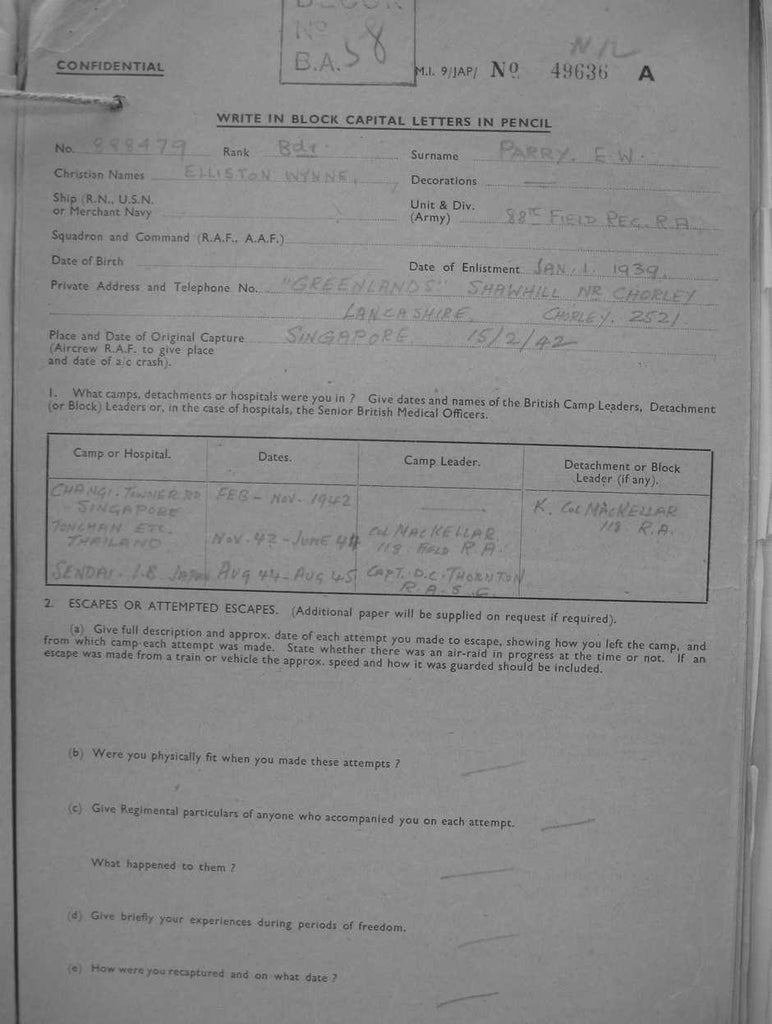 BLOCK
No
B.A. 58
NIL
CONFIDENTIAL
M.I. 9/JAP/ No 49636 A
WRITE IN BLOCK CAPITAL LETTERS IN PENCIL
No. 888479 Rank Bdr. Surname PARRY. E.W.
Christian Names ELLISTON WYNNE, Decorations —
Ship (R.N., U.S.N.
or Merchant Navy
Unit & Div.
(Army) 88TH FIELD REG. R.A.
Squadron and Command (R.A.F., A.A.F.)
Date of Birth Date of Enlistment JAN. 1. 1939.
Private Address and Telephone No. "GREENLANDS" SHAWHILL NR CHORLEY
LANCASHIRE. CHORLEY. 2521.
Place and Date of Original Capture SINGAPORE. 15/2/42
(Aircrew R.A.F. to give place
and date of a/c crash).
1. What camps, detachments or hospitals were you in ? Give dates and names of the British Camp Leaders, Detachment
(or Block) Leaders or, in the case of hospitals, the Senior British Medical Officers.
Camp or Hospital. Dates. Camp Leader. Detachment or Block
Leader (if any).
CHANGI. TOWNER RD FEB - NOV. 1942 — K. COL MACKELLAR
SINGAPORE 118 R.A.
TONCHAN ETC. NOV. 42 - JUNE 44 COL MACKELLAR
THAILAND 118 FIELD R.A.
SENDAI. 1.B JAPAN AUG 44 - AUG 45 CAPT. D.C. THORNTON
R.A.S.C.
2. ESCAPES OR ATTEMPTED ESCAPES. (Additional paper will be supplied on request if required).
(a) Give full description and approx. date of each attempt you made to escape, showing how you left the camp, and
from which camp each attempt was made. State whether there was an air-raid in progress at the time or not. If an
escape was made from a train or vehicle the approx. speed and how it was guarded should be included.
(b) Were you physically fit when you made these attempts ? —
(c) Give Regimental particulars of anyone who accompanied you on each attempt. —
What happened to them ? —
(d) Give briefly your experiences during periods of freedom. —
(e) How were you recaptured and on what date ? —